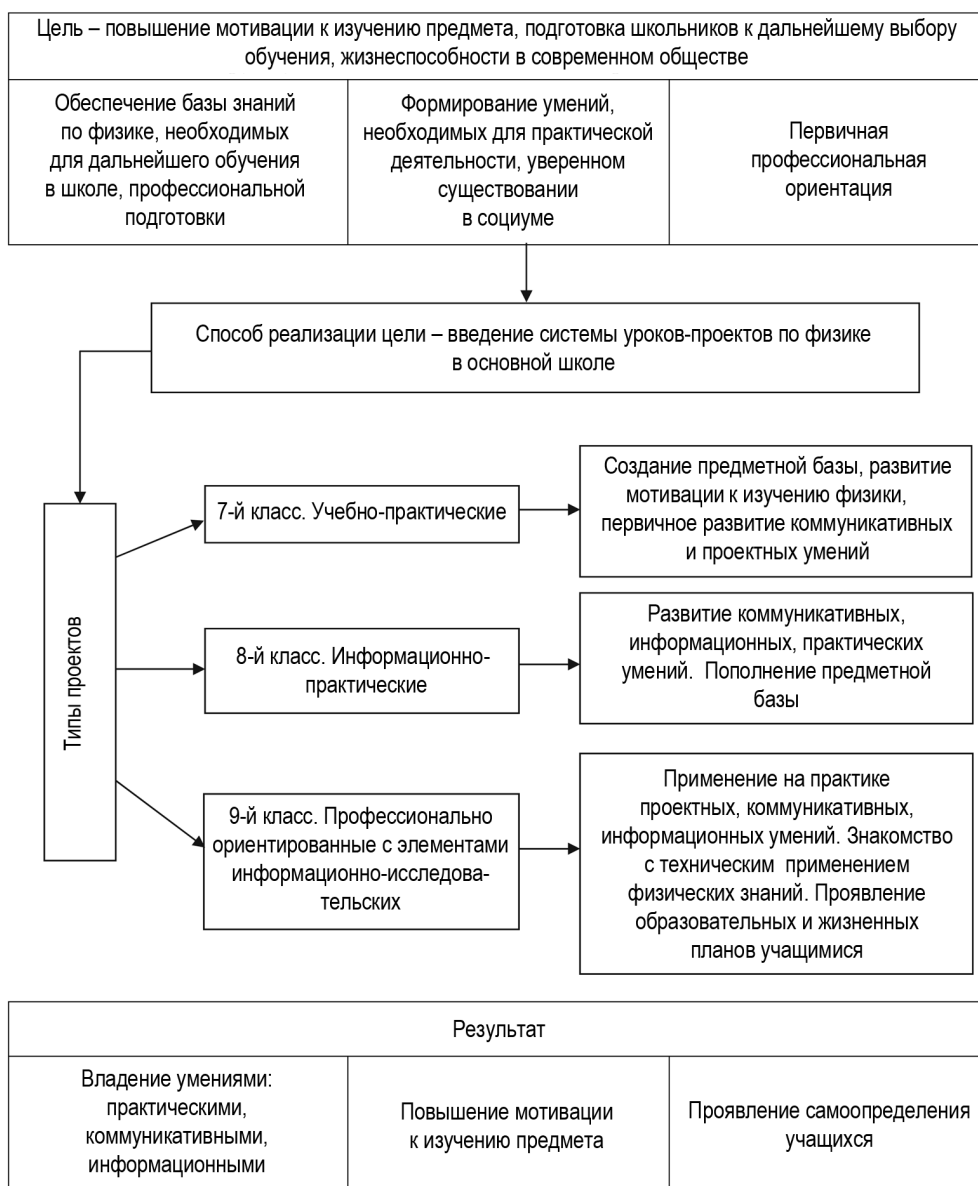 Цель – повышение мотивации к изучению предмета, подготовка школьников к дальнейшему выбору
обучения, жизнеспособности в современном обществе
Обеспечение базы знаний
по физике, необходимых
для дальнейшего обучения
в школе, профессиональной
подготовки
Формирование умений,
необходимых для практической
деятельности, уверенном
существовании
в социуме
Первичная
профессиональная
ориентация
Способ реализации цели – введение системы уроков-проектов по физике
в основной школе
Типы проектов
7-й класс. Учебно-практические
Создание предметной базы, развитие
мотивации к изучению физики,
первичное развитие коммуникативных
и проектных умений
8-й класс. Информационно-
практические
Развитие коммуникативных,
информационных, практических
умений. Пополнение предметной
базы
9-й класс. Профессионально
ориентированные с элементами
информационно-исследова-
тельских
Применение на практике
проектных, коммуникативных,
информационных умений. Знакомство
с техническим применением
физических знаний. Проявление
образовательных и жизненных
планов учащимися
Результат
Владение умениями:
практическими,
коммуникативными,
информационными
Повышение мотивации
к изучению предмета
Проявление самоопределения
учащихся